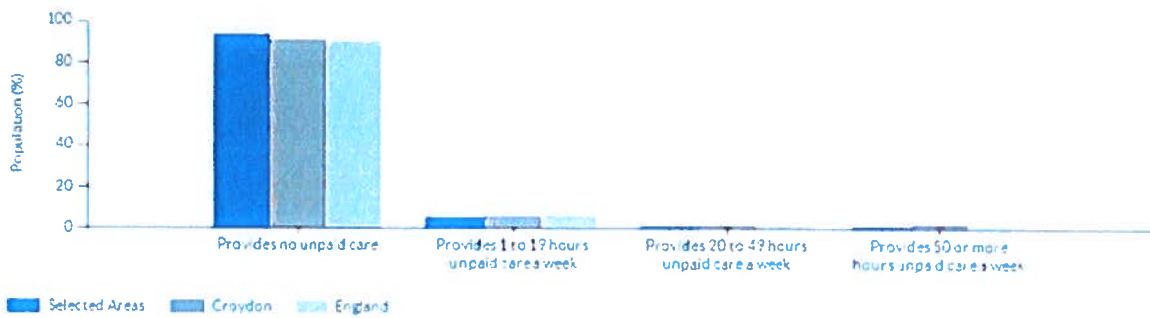 100
80
60
40
20
0
Population (%)
Provides no unpaid care
Provides 1 to 19 hours
unpaid care a week
Provides 20 to 49 hours
unpaid care a week
Provides 50 or more
hours unpaid care a week
Selected Areas
Croydon
England